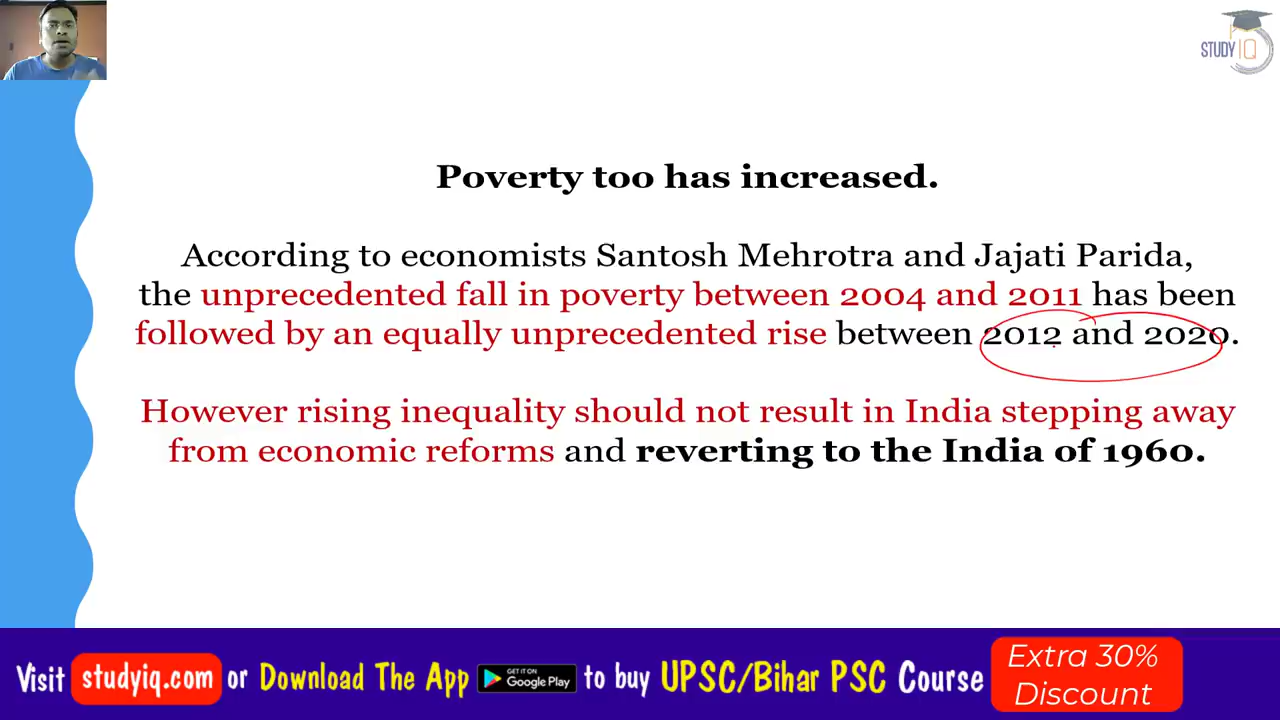 STUDY IQ
Poverty too has increased.
According to economists Santosh Mehrotra and Jajati Parida,
the unprecedented fall in poverty between 2004 and 2011 has been
followed by an equally unprecedented rise between 2012 and 2020.
However rising inequality should not result in India stepping away
from economic reforms and reverting to the India of 1960.
Visit studyiq.com or Download The App GET IT ON Google Play to buy UPSC/Bihar PSC Course
Extra 30%
Discount